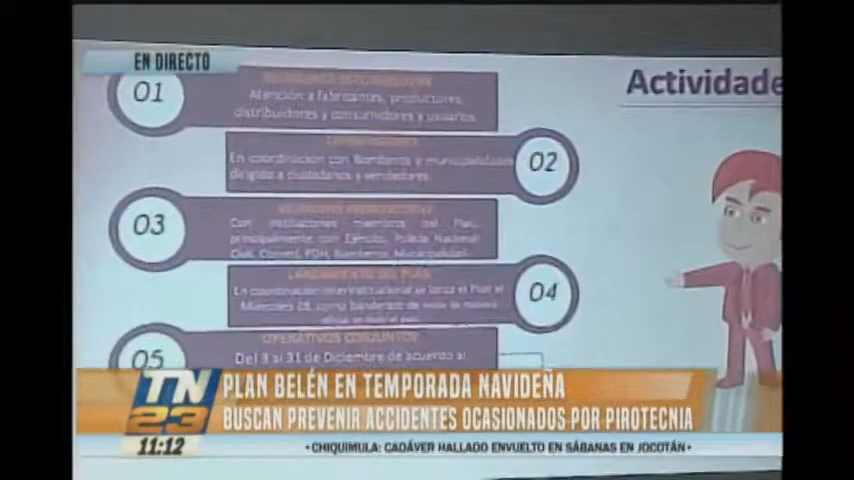 EN DIRECTO
Actividade
01
Atención a fabricantes, productores,
distribuidores y consumidores y usuarios.
02
En coordinación con Bomberos y municipalidades
dirigido a ciudadanos y vendedores.
03
Con instituciones miembros del Plan,
principalmente con Ejército, Policía Nacional
Civil, Conred, PDH, Bomberos, Municipalidad.
LANZAMIENTO DEL PLAN
04
En coordinación interinstitucional se lanza el Plan el
Miércoles 28, como banderazo de
05
OPERATIVOS CONJUNTOS
Del 3 al 31 de Diciembre de acuerdo al
TN
23
PLAN BELÉN EN TEMPORADA NAVIDEÑA
BUSCAN PREVENIR ACCIDENTES OCASIONADOS POR PIROTECNIA
11:12
•CHIQUIMULA: CADÁVER HALLADO ENVUELTO EN SÁBANAS EN JOCOTÁN•